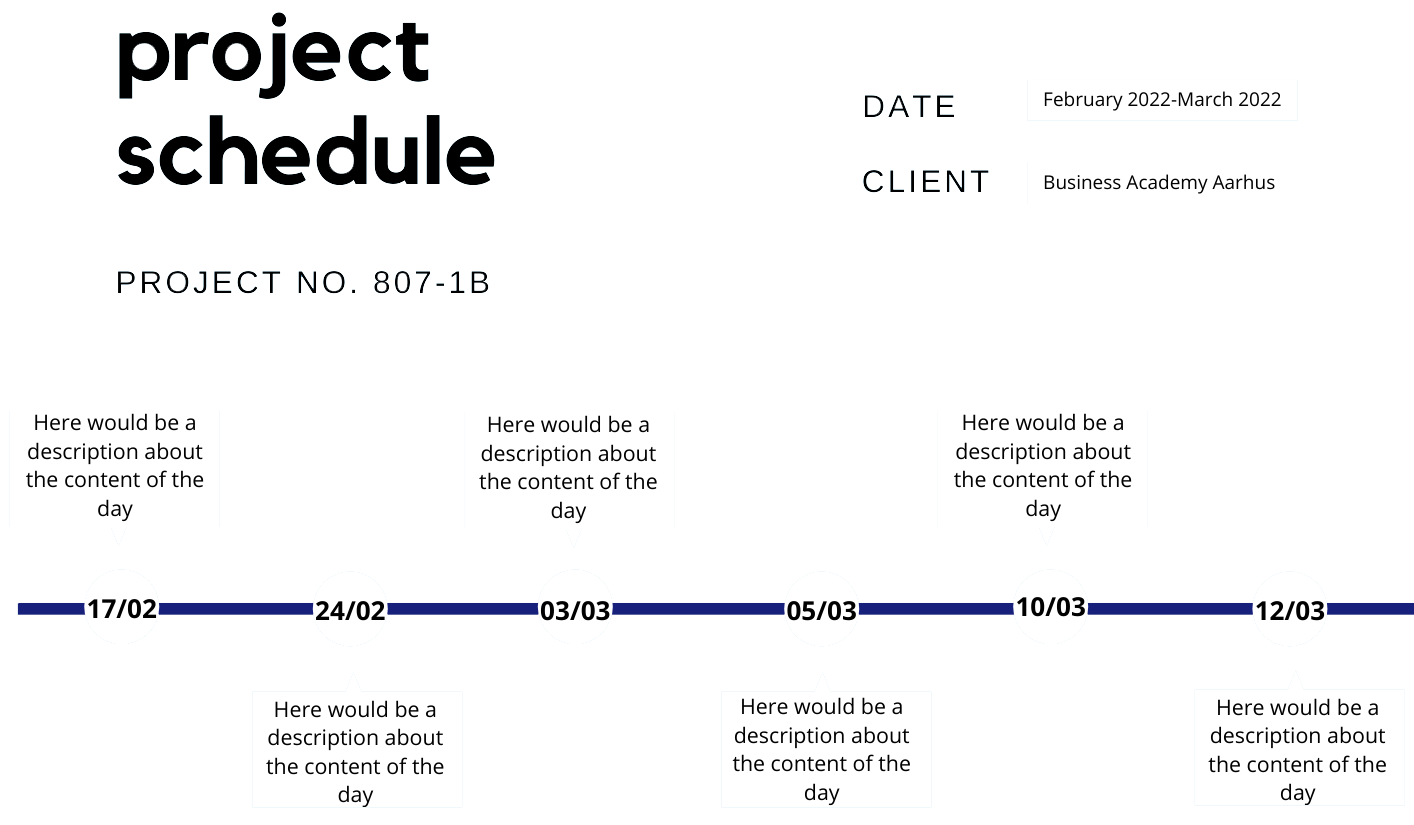 project
schedule
DATE
February 2022-March 2022
CLIENT
Business Academy Aarhus
PROJECT NO. 807-1B
Here would be a
description about
the content of the
day
Here would be a
description about
the content of the
day
Here would be a
description about
the content of the
day
17/02
24/02
03/03
05/03
10/03
12/03
Here would be a
description about
the content of the
day
Here would be a
description about
the content of the
day
Here would be a
description about
the content of the
day